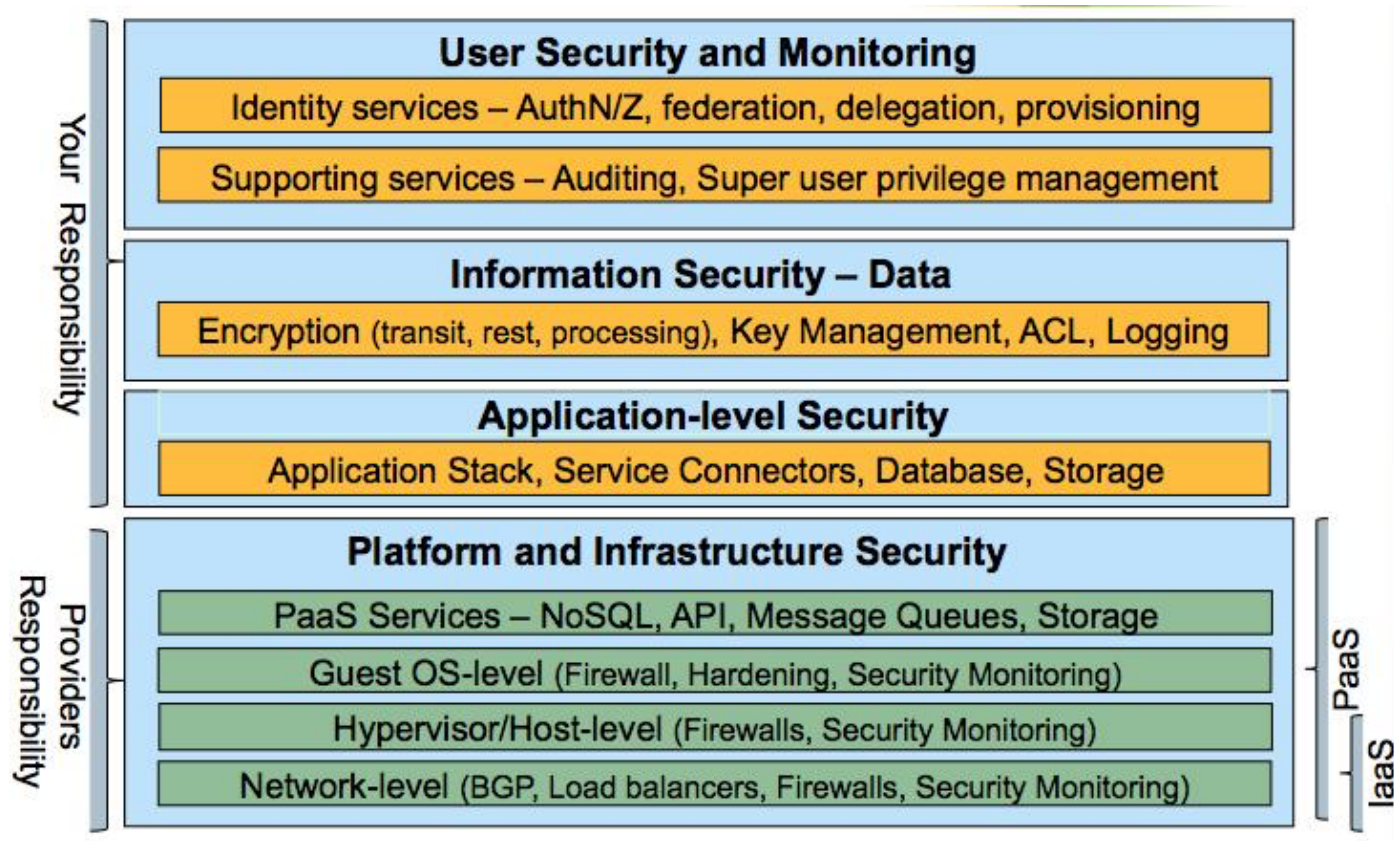 User Security and Monitoring
Identity services – AuthN/Z, federation, delegation, provisioning
Supporting services – Auditing, Super user privilege management
Your Responsibility
Information Security – Data
Encryption (transit, rest, processing), Key Management, ACL, Logging
Application-level Security
Application Stack, Service Connectors, Database, Storage
Platform and Infrastructure Security
PaaS Services – NoSQL, API, Message Queues, Storage
Guest OS-level (Firewall, Hardening, Security Monitoring)
Hypervisor/Host-level (Firewalls, Security Monitoring)
Network-level (BGP, Load balancers, Firewalls, Security Monitoring)
Providers
Responsibility
PaaS
IaaS